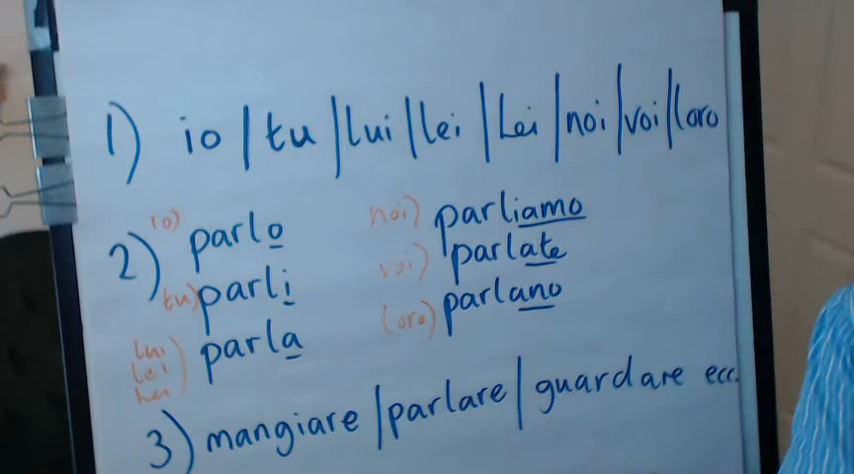 1) io / tu / lui / lei / Lei / noi / voi / loro
2) io) parlo
tu) parli
lui lei Lei) parla
noi) parliamo
voi) parlate
(loro) parlano
3) mangiare / parlare / guardare ecc.